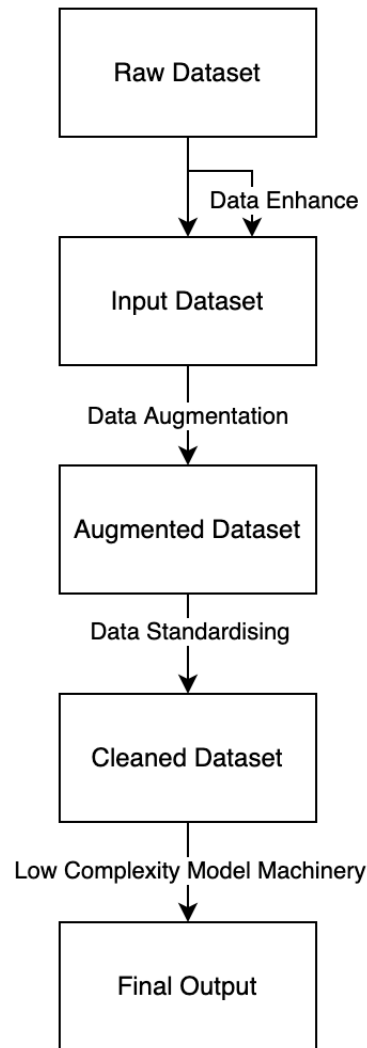 Raw Dataset
Data Enhance
Input Dataset
Data Augmentation
Augmented Dataset
Data Standardising
Cleaned Dataset
Low Complexity Model Machinery
Final Output